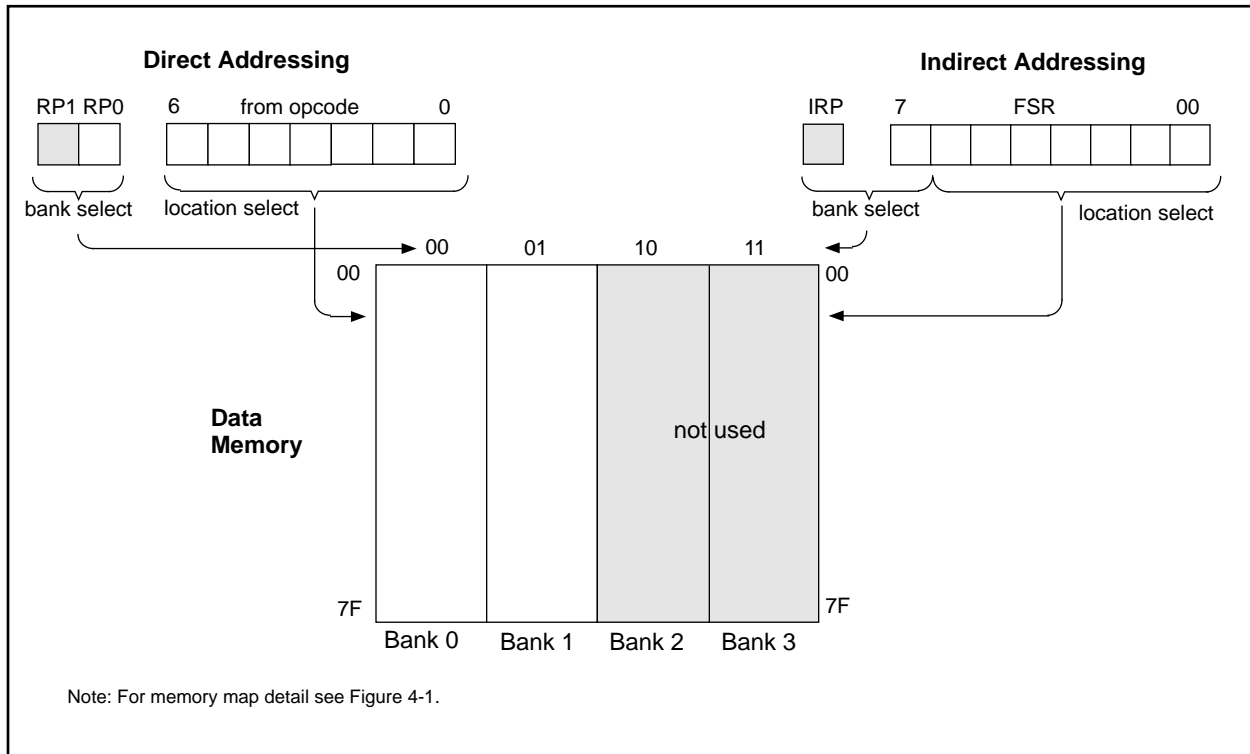 Direct Addressing
Indirect Addressing
RP1 RP0
6 from opcode 0
IRP
7 FSR 00
bank select
location select
bank select
location select
00 01 10 11
00
00
Data
Memory
not used
7F
7F
Bank 0 Bank 1 Bank 2 Bank 3
Note: For memory map detail see Figure 4-1.